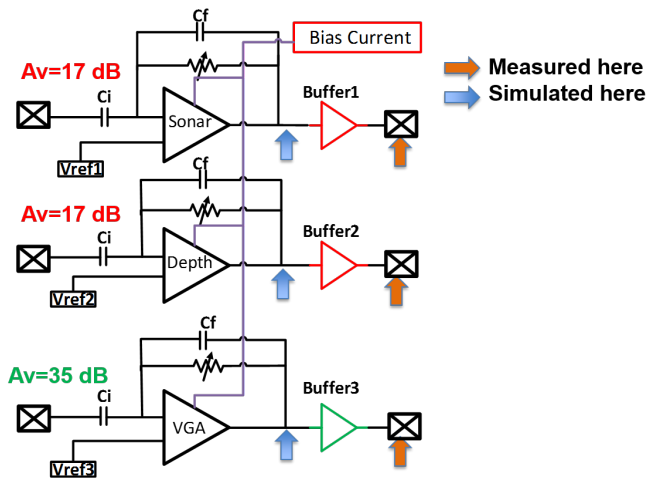 Cf
Bias Current
Av=17 dB
Measured here
Simulated here
Ci
Buffer1
Sonar
Vref1
Cf
Av=17 dB
Ci
Buffer2
Depth
Vref2
Cf
Av=35 dB
Ci
Buffer3
VGA
Vref3